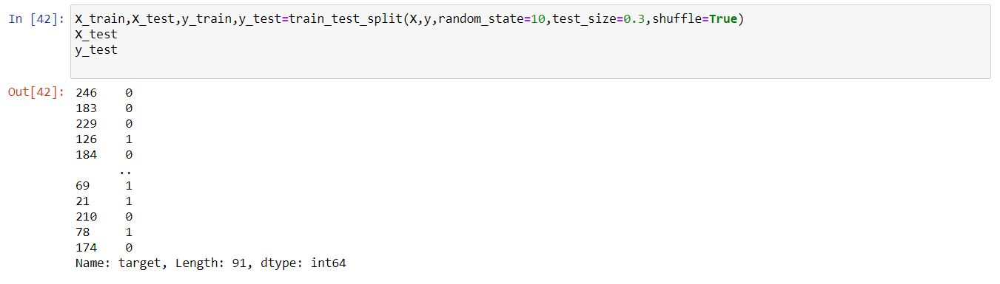 In [42]: X_train,X_test,y_train,y_test=train_test_split(X,y,random_state=10,test_size=0.3,shuffle=True)
X_test
y_test
Out[42]: 246    0
183    0
229    0
126    1
184    0
..
69     1
21     1
210    0
78     1
174    0
Name: target, Length: 91, dtype: int64